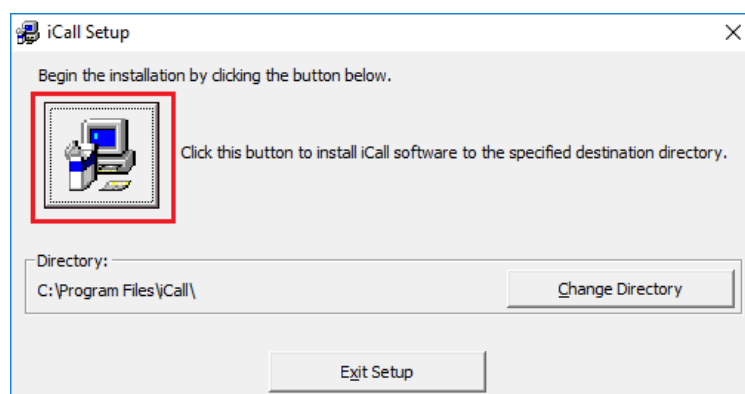 iCall Setup
Begin the installation by clicking the button below.
Click this button to install iCall software to the specified destination directory.
Directory:
C:\Program Files\iCall\
Change Directory
Exit Setup